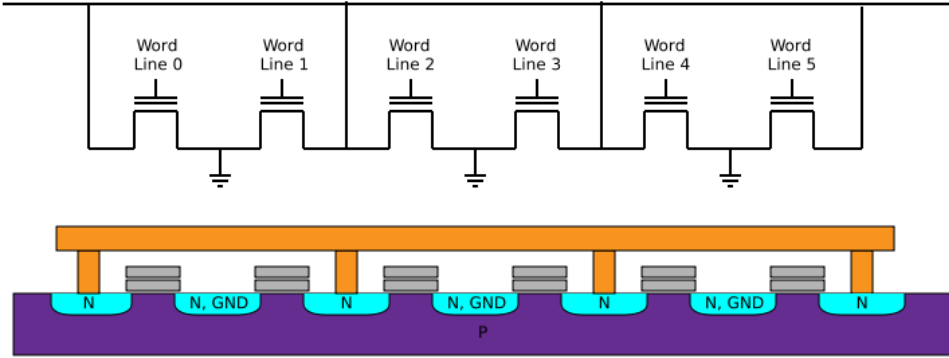 Word
Line 0
Word
Line 1
Word
Line 2
Word
Line 3
Word
Line 4
Word
Line 5
N
N, GND
N
N, GND
N
N, GND
N
P